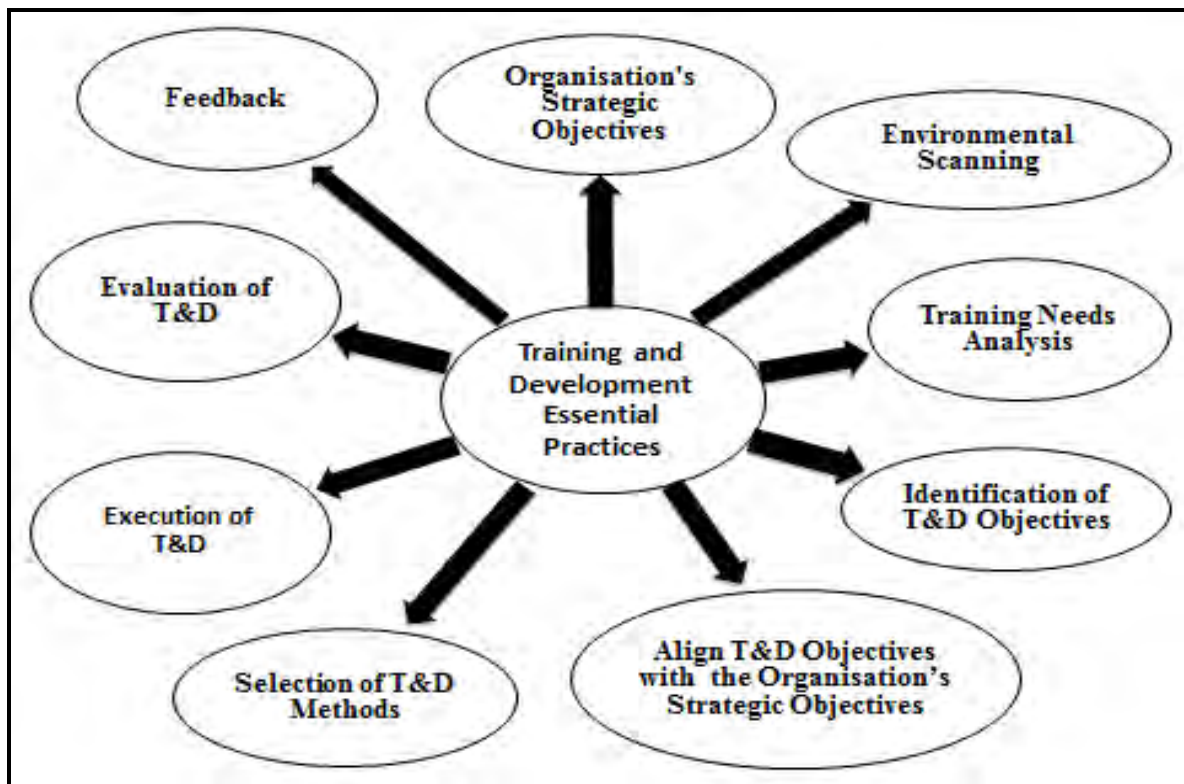 Feedback
Organisation's
Strategic
Objectives
Environmental
Scanning
Evaluation of
T&D
Training Needs
Analysis
Training and
Development
Essential
Practices
Identification of
T&D Objectives
Execution of
T&D
Align T&D Objectives
with the Organisation’s
Strategic Objectives
Selection of T&D
Methods